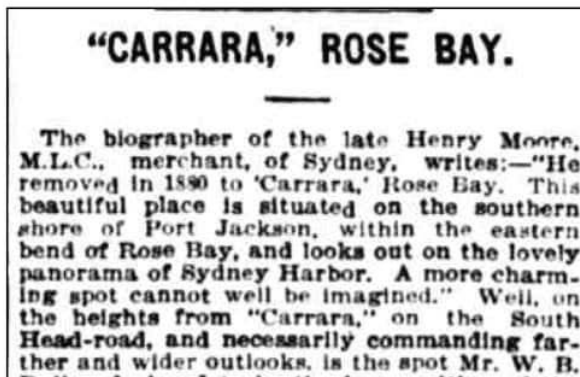 "CARRARA," ROSE BAY.
The biographer of the late Henry Moore,
M.L.C., merchant, of Sydney, writes:—"He
removed in 1880 to 'Carrara,' Rose Bay. This
beautiful place is situated on the southern
shore of Port Jackson, within the eastern
bend of Rose Bay, and looks out on the lovely
panorama of Sydney Harbor. A more charm-
ing spot cannot well be imagined." Well, on
the heights from "Carrara," on the South
Head-road, and necessarily commanding far-
ther and wider outlooks, is the spot Mr. W. B.